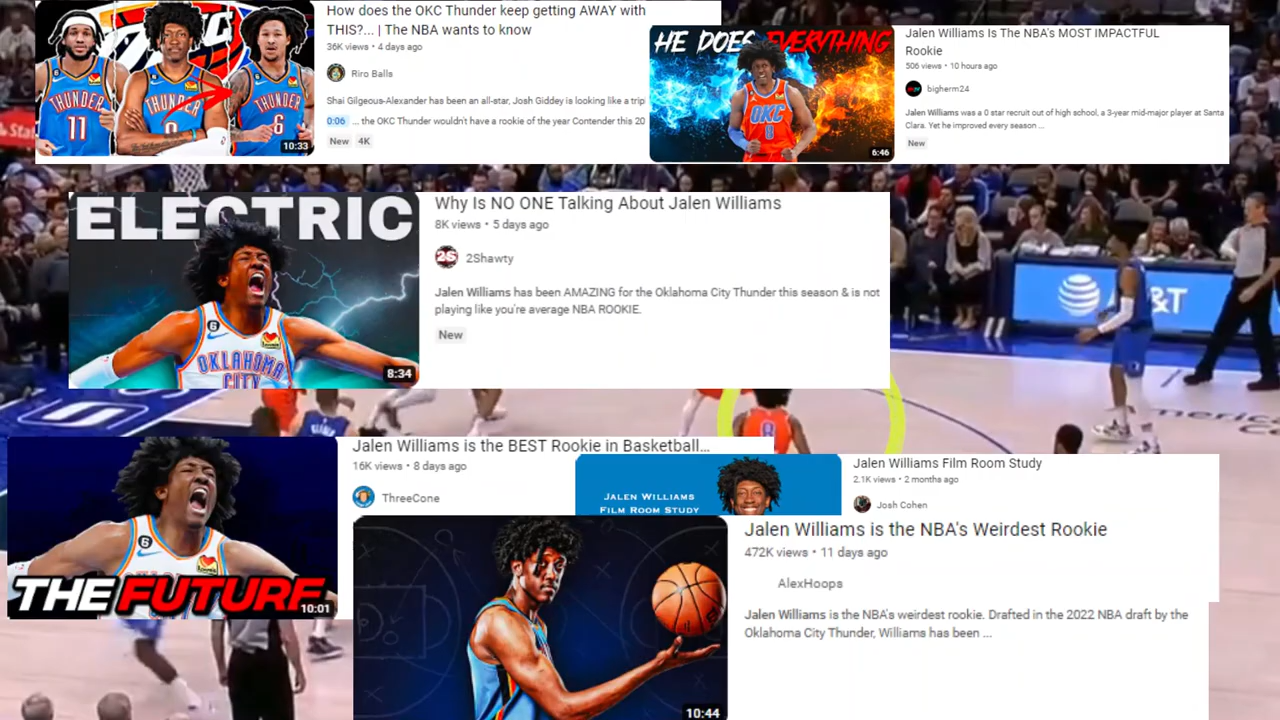 How does the OKC Thunder keep getting AWAY with
THIS?... | The NBA wants to know
36K views • 4 days ago
Riro Balls
Shai Gilgeous-Alexander has been an all-star, Josh Giddey is looking like a trip
0:06 ... the OKC Thunder wouldn't have a rookie of the year Contender this 20
New 4K
THUNDER
11
THUNDER
THUNDER
6
10:33
HE DOES EVERYTHING
OKC
8
6:46
Jalen Williams Is The NBA's MOST IMPACTFUL
Rookie
506 views • 10 hours ago
bigherm24
Jalen Williams was a 0 star recruit out of high school, a 3-year mid-major player at Santa
Clara. Yet he improved every season ...
New
ELECTRIC
6
OKLAHOMA
CITY
8:34
Why Is NO ONE Talking About Jalen Williams
8K views • 5 days ago
2S
2Shawty
Jalen Williams has been AMAZING for the Oklahoma City Thunder this season & is not
playing like you're average NBA ROOKIE.
New
AT&T
8
6
THE FUTURE
10:01
Jalen Williams is the BEST Rookie in Basketball...
16K views • 8 days ago
ThreeCone
JALEN WILLIAMS
FILM ROOM STUDY
Jalen Williams Film Room Study
2.1K views • 2 months ago
Josh Cohen
10:44
Jalen Williams is the NBA's Weirdest Rookie
472K views • 11 days ago
AlexHoops
Jalen Williams is the NBA's weirdest rookie. Drafted in the 2022 NBA draft by the
Oklahoma City Thunder, Williams has been ...